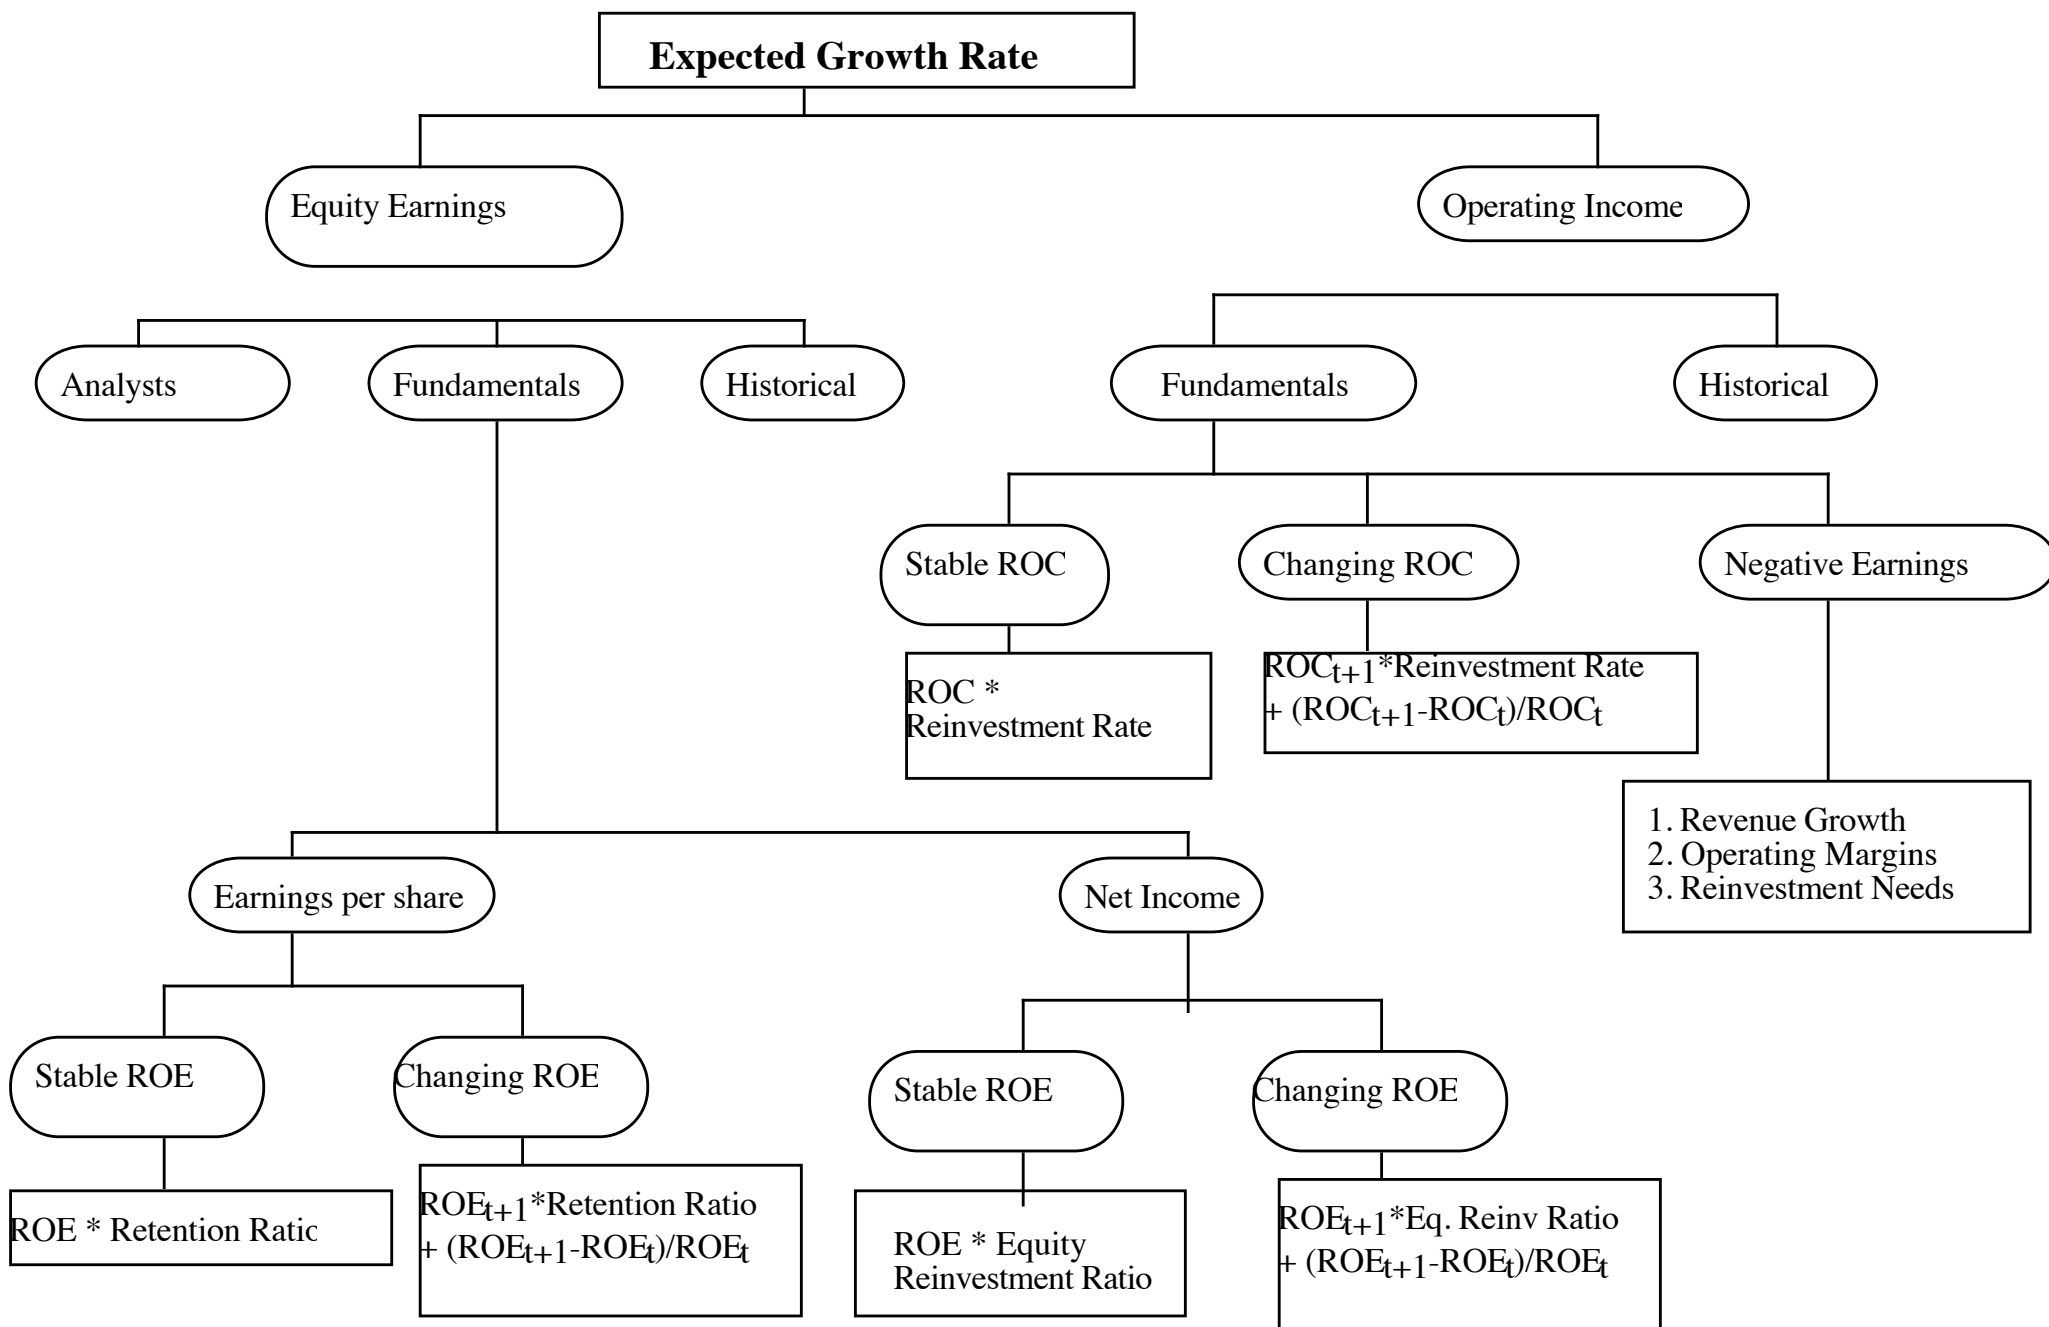 Expected Growth Rate
Equity Earnings
Operating Income
Analysts
Fundamentals
Historical
Fundamentals
Historical
Stable ROC
Changing ROC
Negative Earnings
ROC *
Reinvestment Rate
ROCt+1*Reinvestment Rate
+ (ROCt+1-ROCt)/ROCt
1. Revenue Growth
2. Operating Margins
3. Reinvestment Needs
Earnings per share
Net Income
Stable ROE
Changing ROE
Stable ROE
Changing ROE
ROE * Retention Ratio
ROEt+1*Retention Ratio
+ (ROEt+1-ROEt)/ROEt
ROE * Equity
Reinvestment Ratio
ROEt+1*Eq. Reinv Ratio
+ (ROEt+1-ROEt)/ROEt